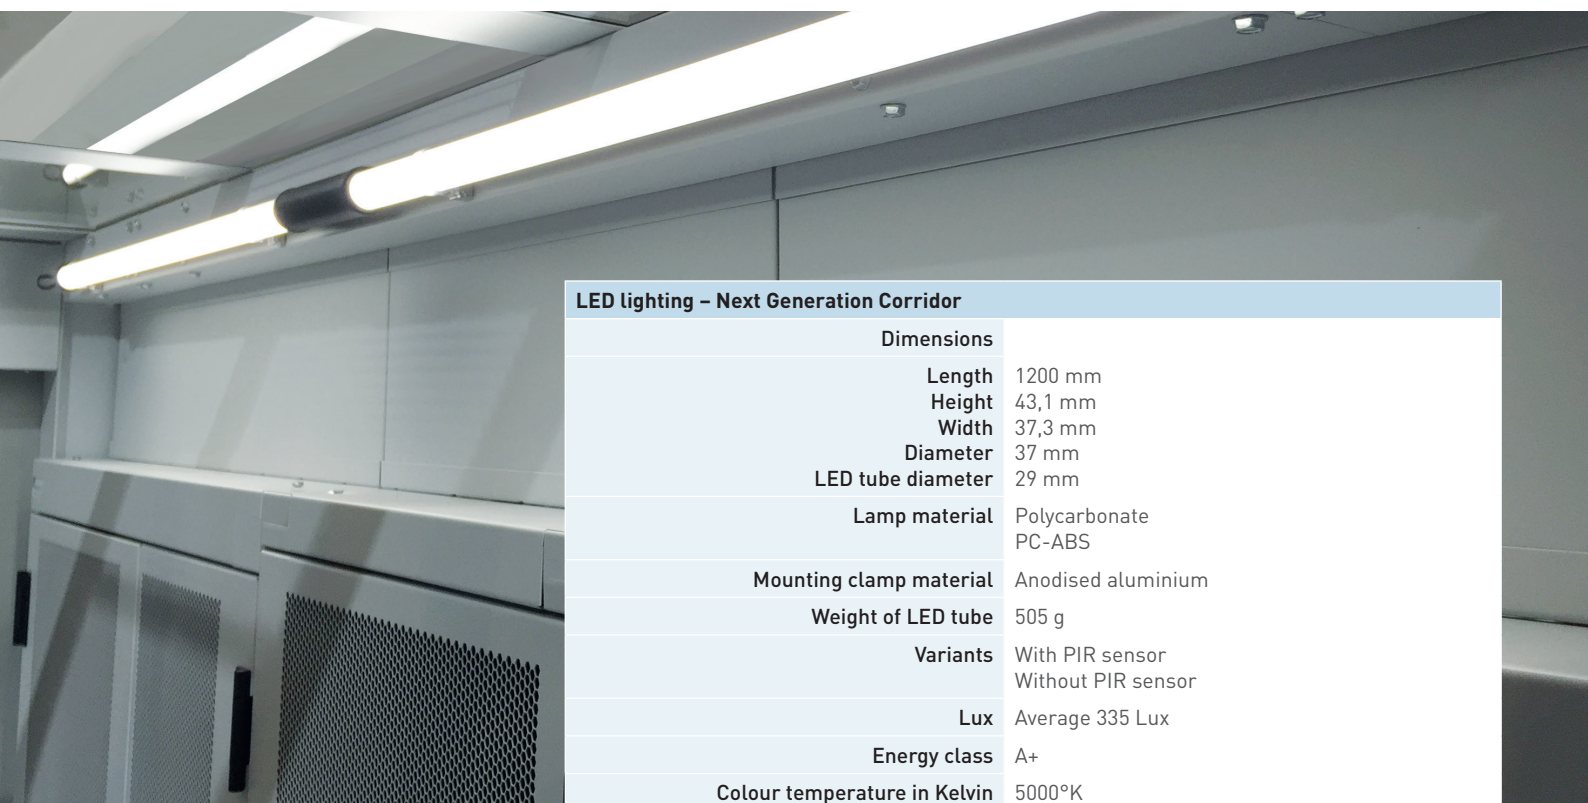 LED lighting – Next Generation Corridor
Dimensions
Length 1200 mm
Height 43,1 mm
Width 37,3 mm
Diameter 37 mm
LED tube diameter 29 mm
Lamp material Polycarbonate
PC-ABS
Mounting clamp material Anodised aluminium
Weight of LED tube 505 g
Variants With PIR sensor
Without PIR sensor
Lux Average 335 Lux
Energy class A+
Colour temperature in Kelvin 5000°K